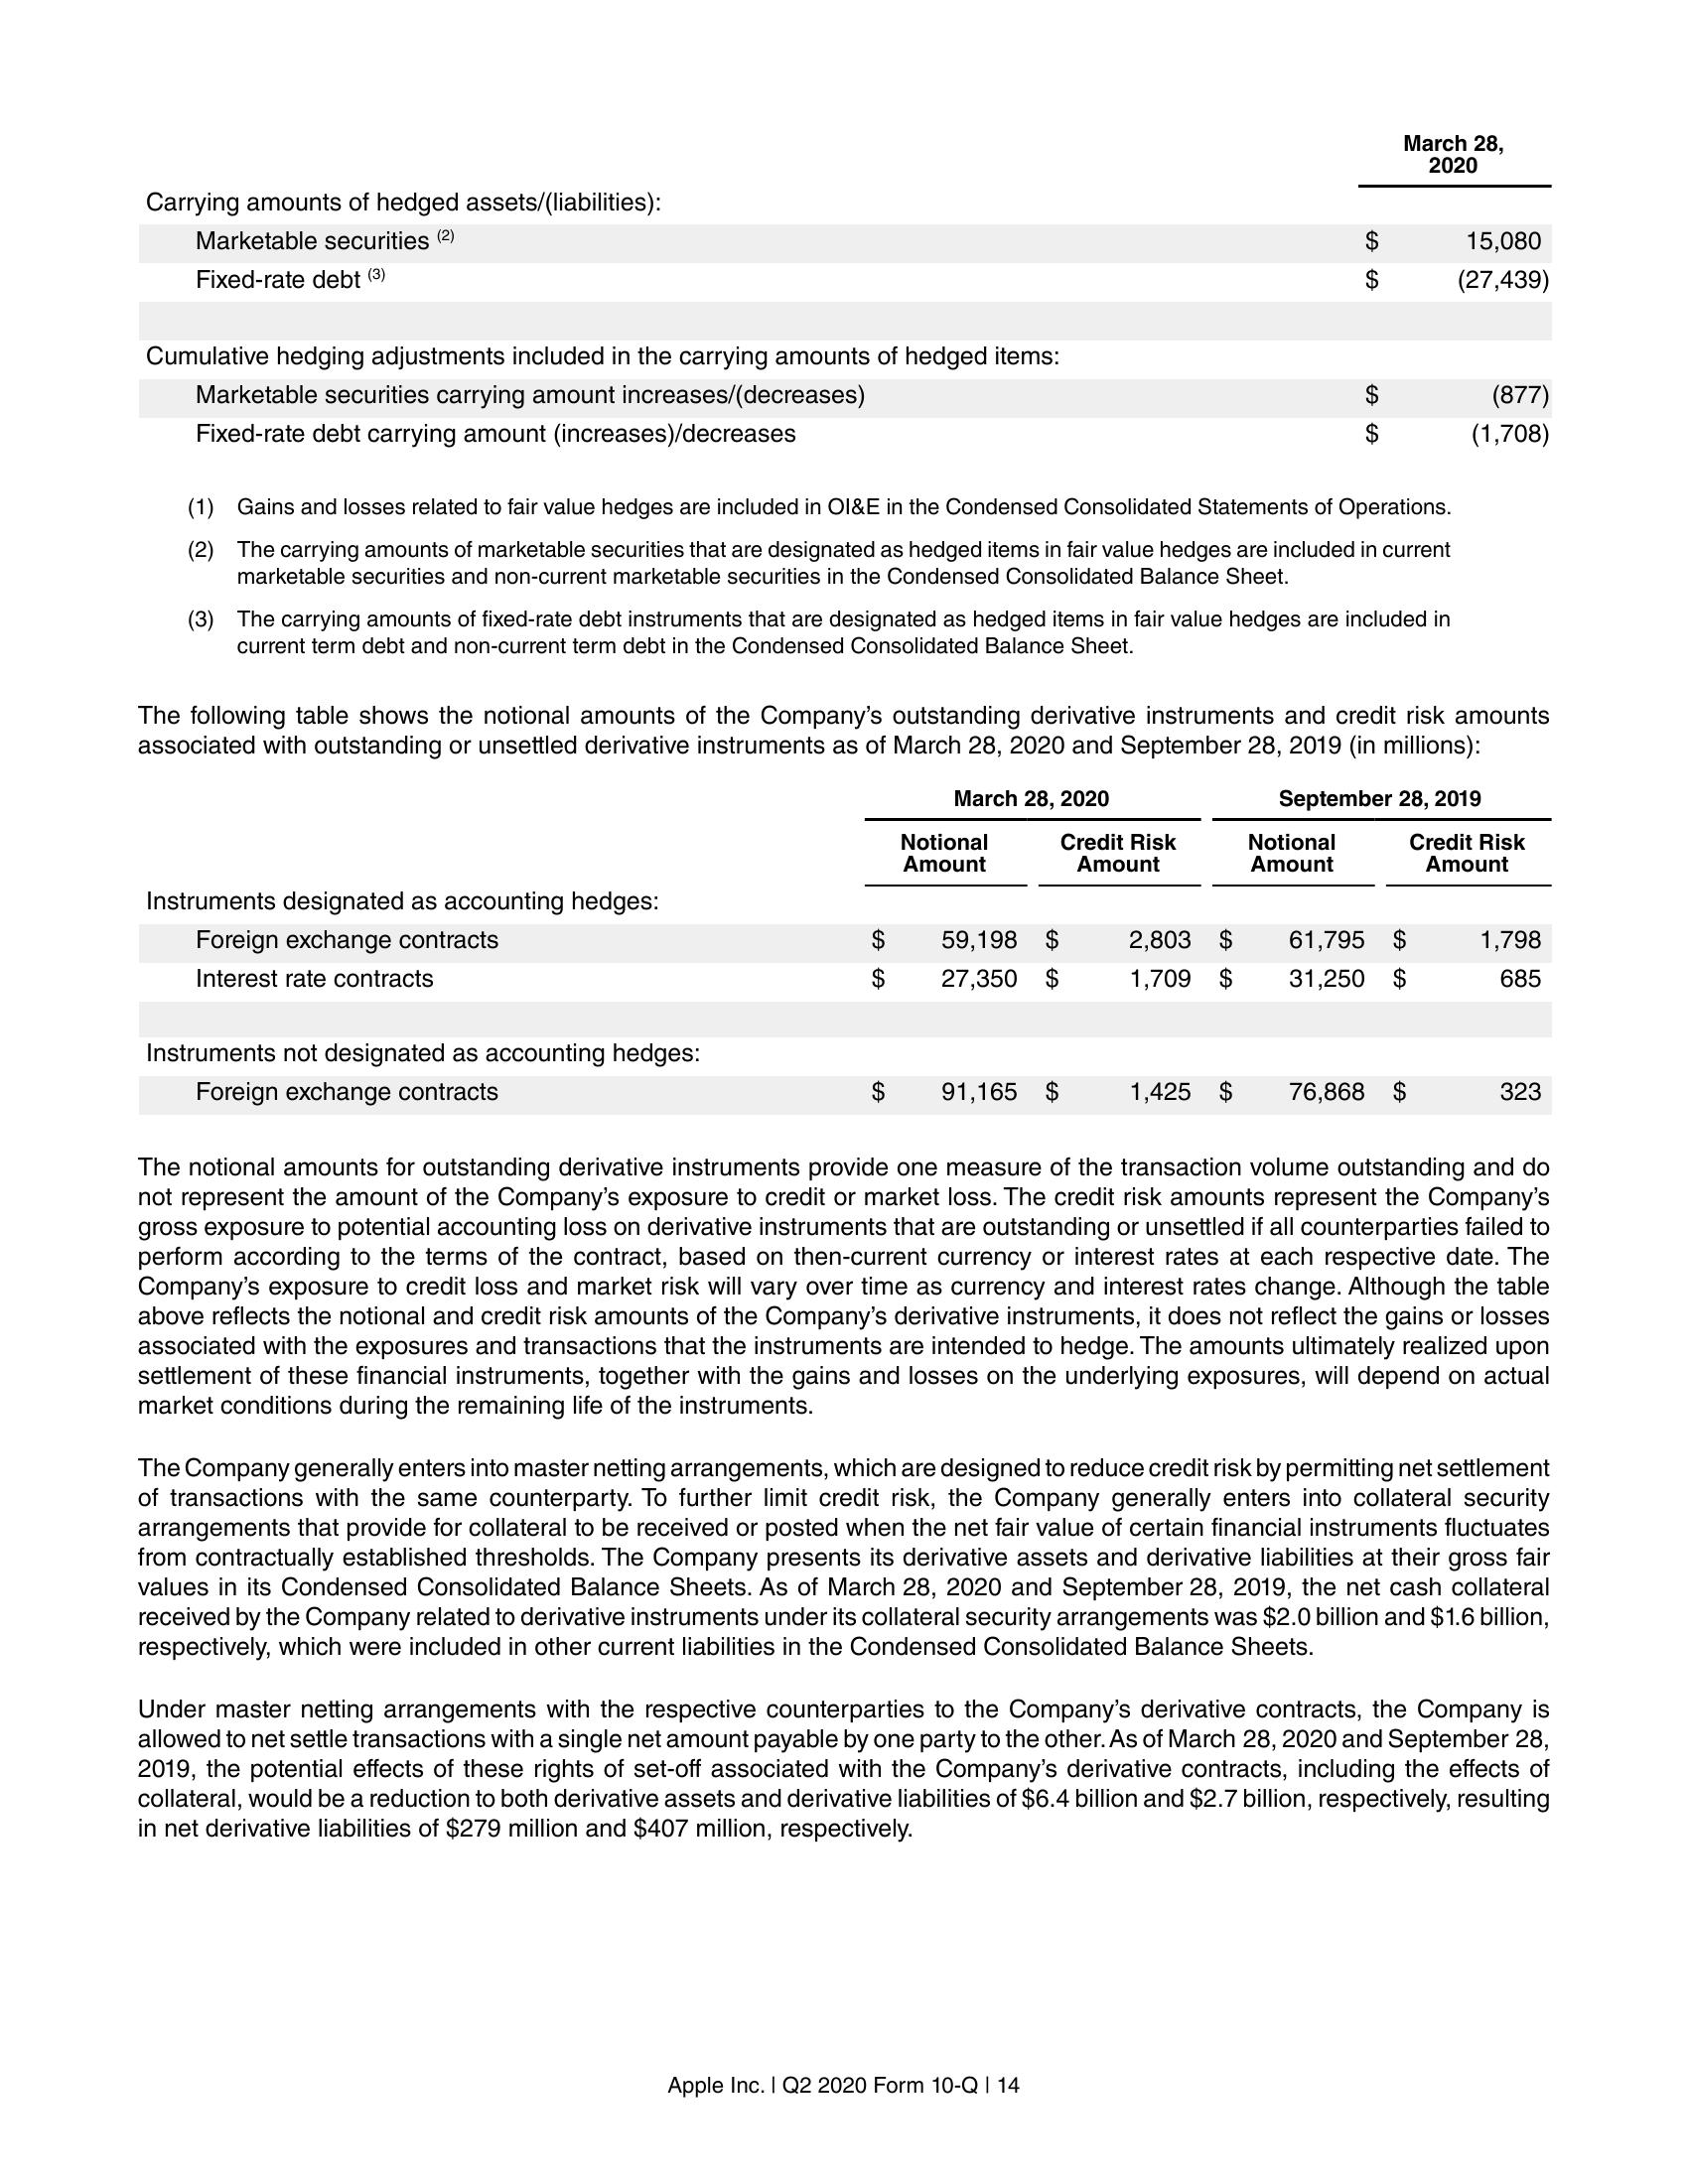 March 28,
2020
Carrying amounts of hedged assets/(liabilities):
Marketable securities (2) $ 15,080
Fixed-rate debt (3) $ (27,439)
Cumulative hedging adjustments included in the carrying amounts of hedged items:
Marketable securities carrying amount increases/(decreases) $ (877)
Fixed-rate debt carrying amount (increases)/decreases $ (1,708)
(1) Gains and losses related to fair value hedges are included in OI&E in the Condensed Consolidated Statements of Operations.
(2) The carrying amounts of marketable securities that are designated as hedged items in fair value hedges are included in current
marketable securities and non-current marketable securities in the Condensed Consolidated Balance Sheet.
(3) The carrying amounts of fixed-rate debt instruments that are designated as hedged items in fair value hedges are included in
current term debt and non-current term debt in the Condensed Consolidated Balance Sheet.
The following table shows the notional amounts of the Company’s outstanding derivative instruments and credit risk amounts
associated with outstanding or unsettled derivative instruments as of March 28, 2020 and September 28, 2019 (in millions):
March 28, 2020 September 28, 2019
Notional Credit Risk Notional Credit Risk
Amount Amount Amount Amount
Instruments designated as accounting hedges:
Foreign exchange contracts $ 59,198 $ 2,803 $ 61,795 $ 1,798
Interest rate contracts $ 27,350 $ 1,709 $ 31,250 $ 685
Instruments not designated as accounting hedges:
Foreign exchange contracts $ 91,165 $ 1,425 $ 76,868 $ 323
The notional amounts for outstanding derivative instruments provide one measure of the transaction volume outstanding and do
not represent the amount of the Company’s exposure to credit or market loss. The credit risk amounts represent the Company’s
gross exposure to potential accounting loss on derivative instruments that are outstanding or unsettled if all counterparties failed to
perform according to the terms of the contract, based on then-current currency or interest rates at each respective date. The
Company’s exposure to credit loss and market risk will vary over time as currency and interest rates change. Although the table
above reflects the notional and credit risk amounts of the Company’s derivative instruments, it does not reflect the gains or losses
associated with the exposures and transactions that the instruments are intended to hedge. The amounts ultimately realized upon
settlement of these financial instruments, together with the gains and losses on the underlying exposures, will depend on actual
market conditions during the remaining life of the instruments.
The Company generally enters into master netting arrangements, which are designed to reduce credit risk by permitting net settlement
of transactions with the same counterparty. To further limit credit risk, the Company generally enters into collateral security
arrangements that provide for collateral to be received or posted when the net fair value of certain financial instruments fluctuates
from contractually established thresholds. The Company presents its derivative assets and derivative liabilities at their gross fair
values in its Condensed Consolidated Balance Sheets. As of March 28, 2020 and September 28, 2019, the net cash collateral
received by the Company related to derivative instruments under its collateral security arrangements was $2.0 billion and $1.6 billion,
respectively, which were included in other current liabilities in the Condensed Consolidated Balance Sheets.
Under master netting arrangements with the respective counterparties to the Company’s derivative contracts, the Company is
allowed to net settle transactions with a single net amount payable by one party to the other. As of March 28, 2020 and September 28,
2019, the potential effects of these rights of set-off associated with the Company’s derivative contracts, including the effects of
collateral, would be a reduction to both derivative assets and derivative liabilities of $6.4 billion and $2.7 billion, respectively, resulting
in net derivative liabilities of $279 million and $407 million, respectively.
Apple Inc. | Q2 2020 Form 10-Q | 14